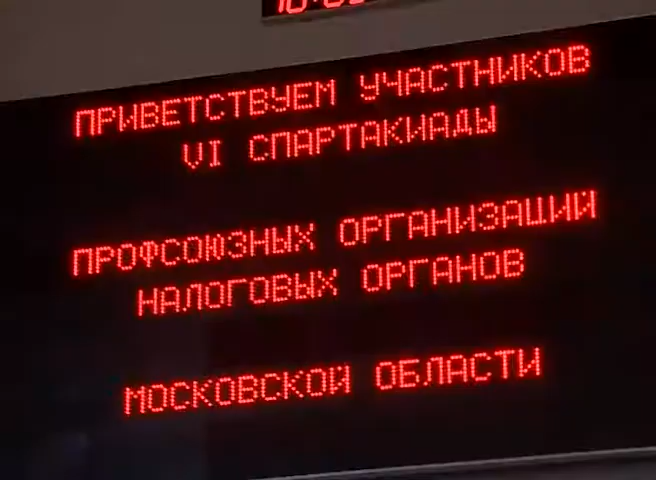 ПРИВЕТСТВУЕМ УЧАСТНИКОВ
VI СПАРТАКИАДЫ
ПРОФСОЮЗНЫХ ОРГАНИЗАЦИЙ
НАЛОГОВЫХ ОРГАНОВ
МОСКОВСКОЙ ОБЛАСТИ